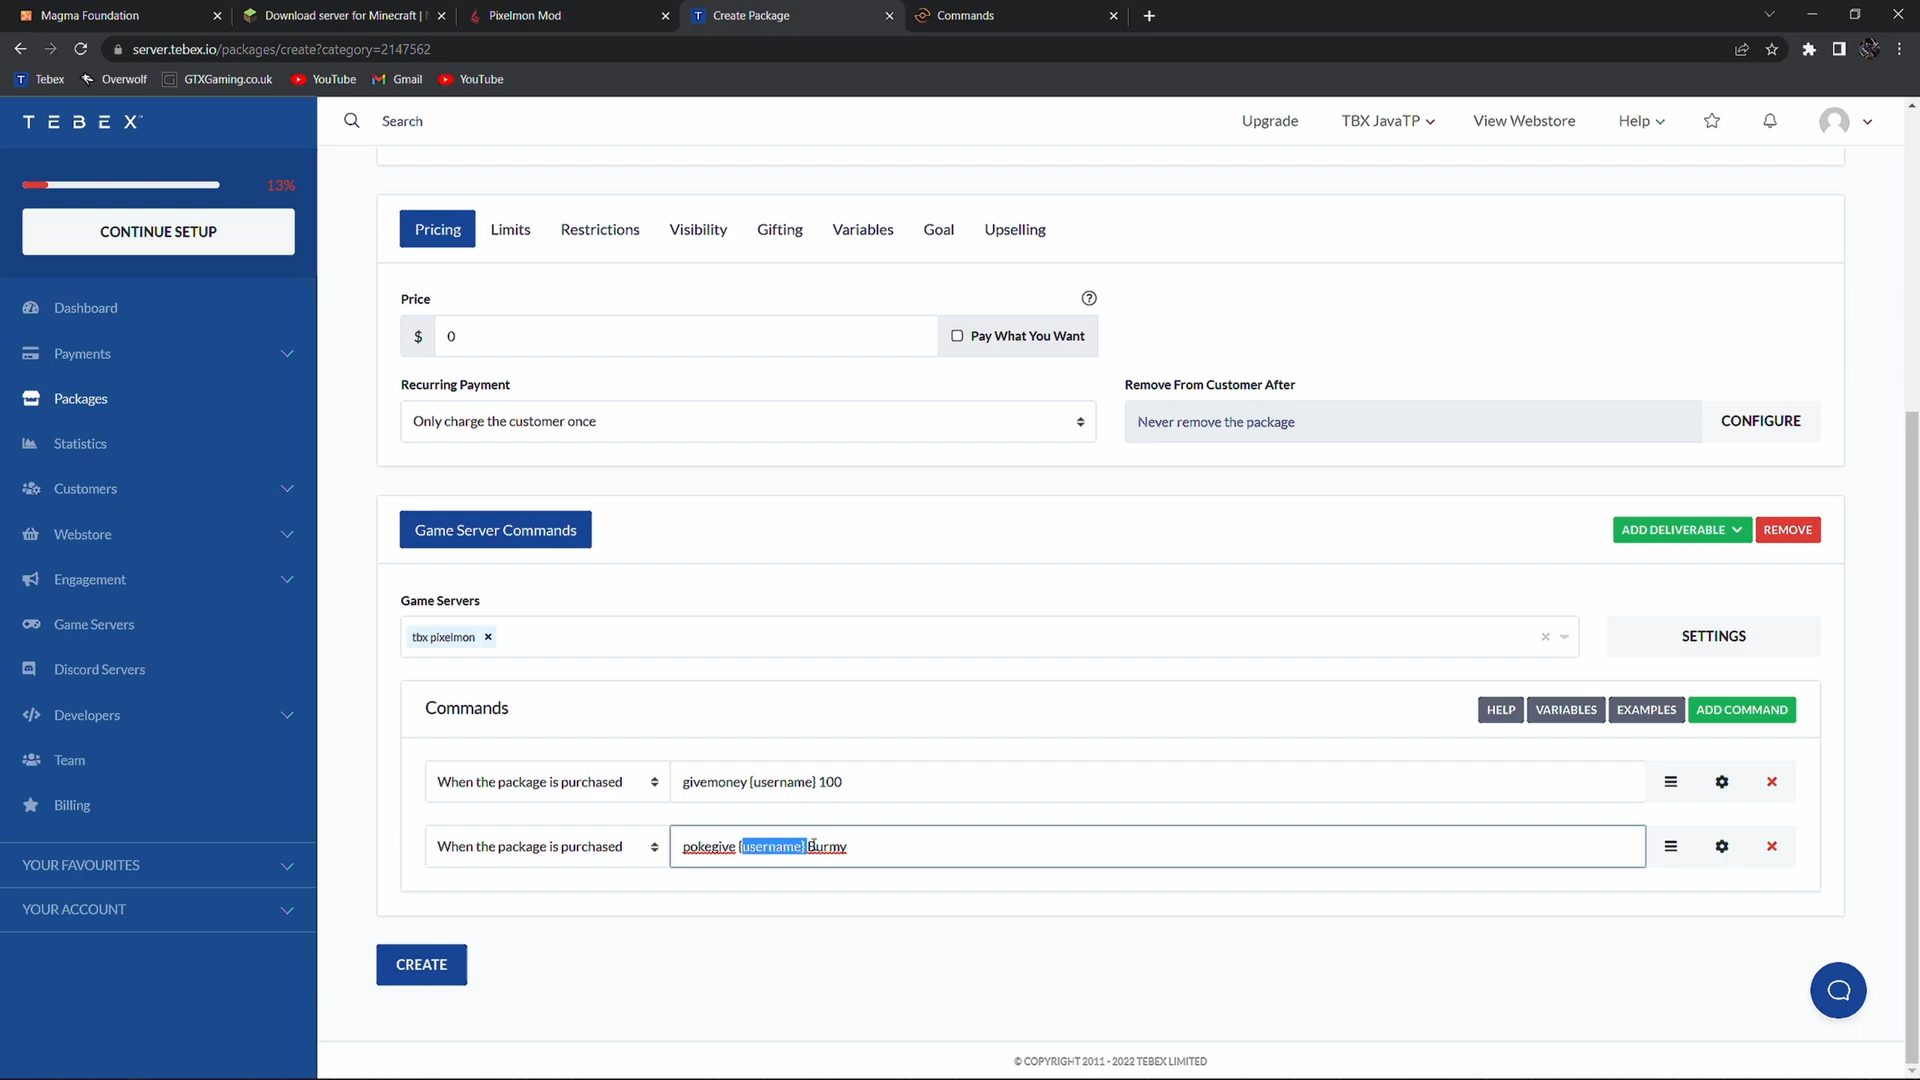 Magma Foundation
Download server for Minecraft |
Pixelmon Mod
Create Package
Commands
server.tebex.io/packages/create?category=2147562
Tebex
Overwolf
GTXGaming.co.uk
YouTube
Gmail
YouTube
TEBEX
Search
Upgrade
TBX JavaTP
View Webstore
Help
13%
CONTINUE SETUP
Dashboard
Payments
Packages
Statistics
Customers
Webstore
Engagement
Game Servers
Discord Servers
Developers
Team
Billing
YOUR FAVOURITES
YOUR ACCOUNT
Pricing
Limits
Restrictions
Visibility
Gifting
Variables
Goal
Upselling
Price
$ 0
Pay What You Want
Recurring Payment
Only charge the customer once
Remove From Customer After
Never remove the package
CONFIGURE
Game Server Commands
ADD DELIVERABLE
REMOVE
Game Servers
tbx pixelmon
SETTINGS
Commands
HELP
VARIABLES
EXAMPLES
ADD COMMAND
When the package is purchased
givemoney {username} 100
When the package is purchased
pokegive {username} Burmy
CREATE
© COPYRIGHT 2011 - 2022 TEBEX LIMITED